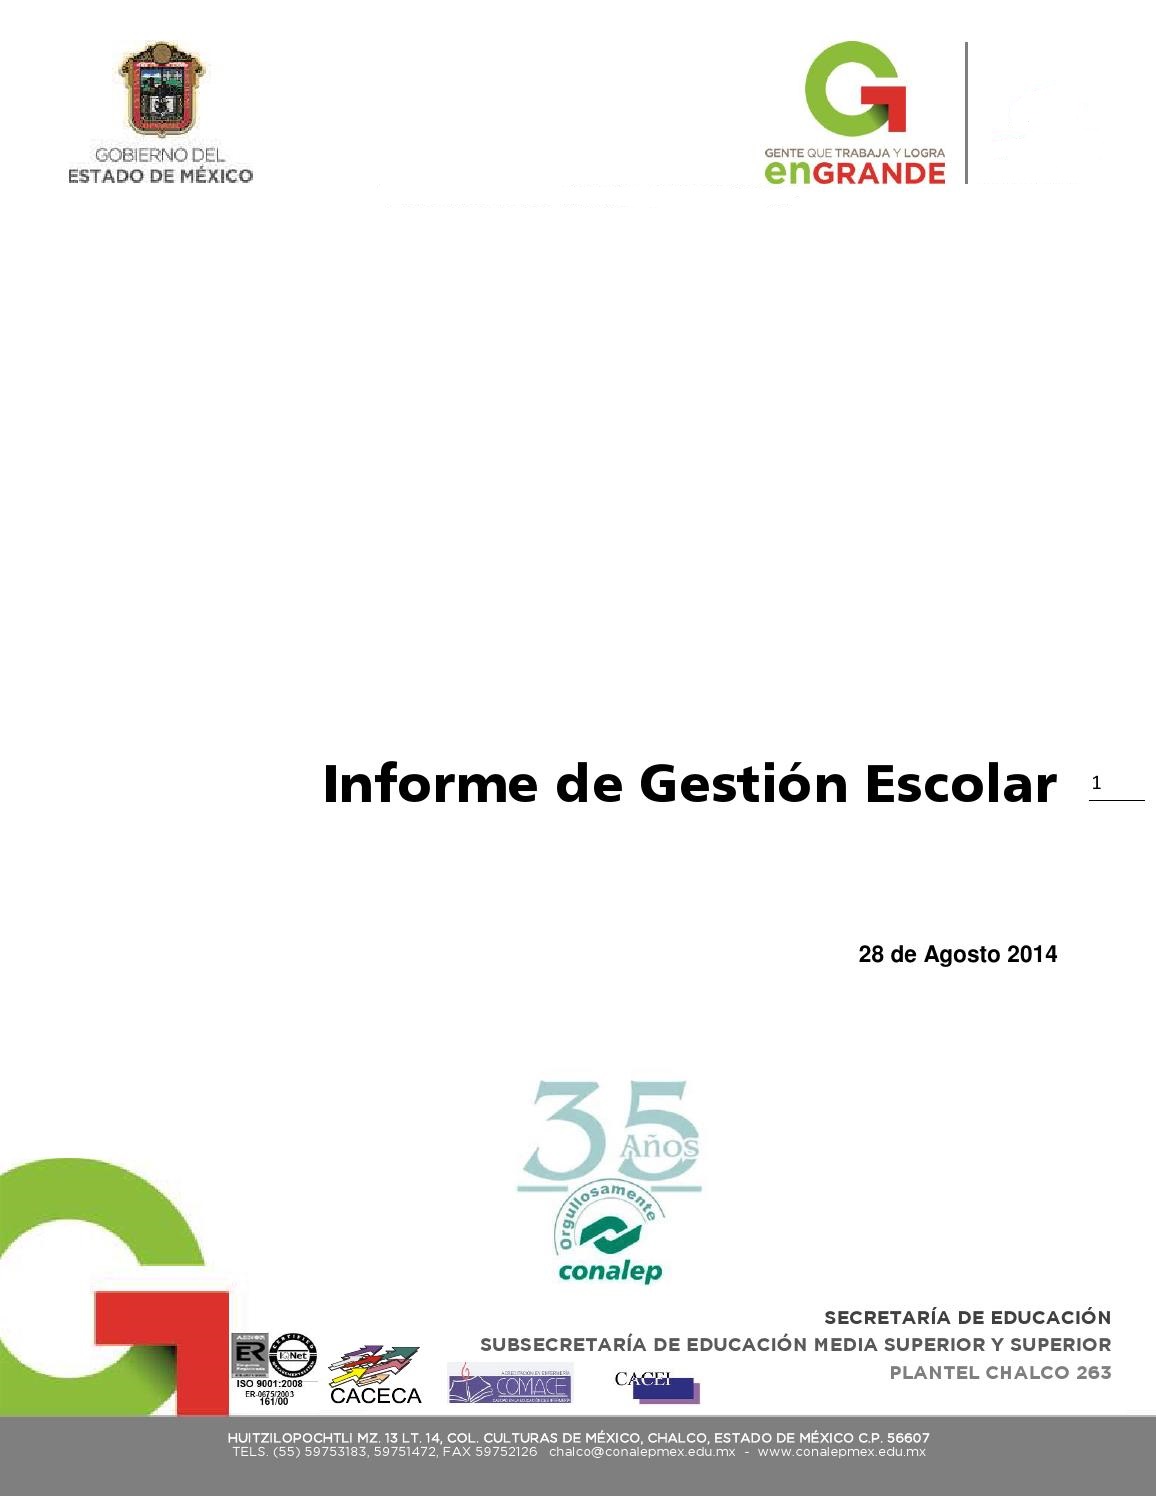 GOBIERNO DEL
ESTADO DE MÉXICO
GENTE QUE TRABAJA Y LOGRA
enGRANDE
Informe de Gestión Escolar
1
28 de Agosto 2014
35
Años
Orgullosamente
conalep
SECRETARÍA DE EDUCACIÓN
SUBSECRETARÍA DE EDUCACIÓN MEDIA SUPERIOR Y SUPERIOR
PLANTEL CHALCO 263
AENOR
ER
IQNet
ISO 9001:2008
ER-0675/2003
161/00
CACECA
ACREDITACIÓN EN ENFERMERÍA
COMACE
CACEI
HUITZILOPOCHTLI MZ. 13 LT. 14, COL. CULTURAS DE MÉXICO, CHALCO, ESTADO DE MÉXICO C.P. 56607
TELS. (55) 59753183, 59751472, FAX 59752126 chalco@conalepmex.edu.mx - www.conalepmex.edu.mx